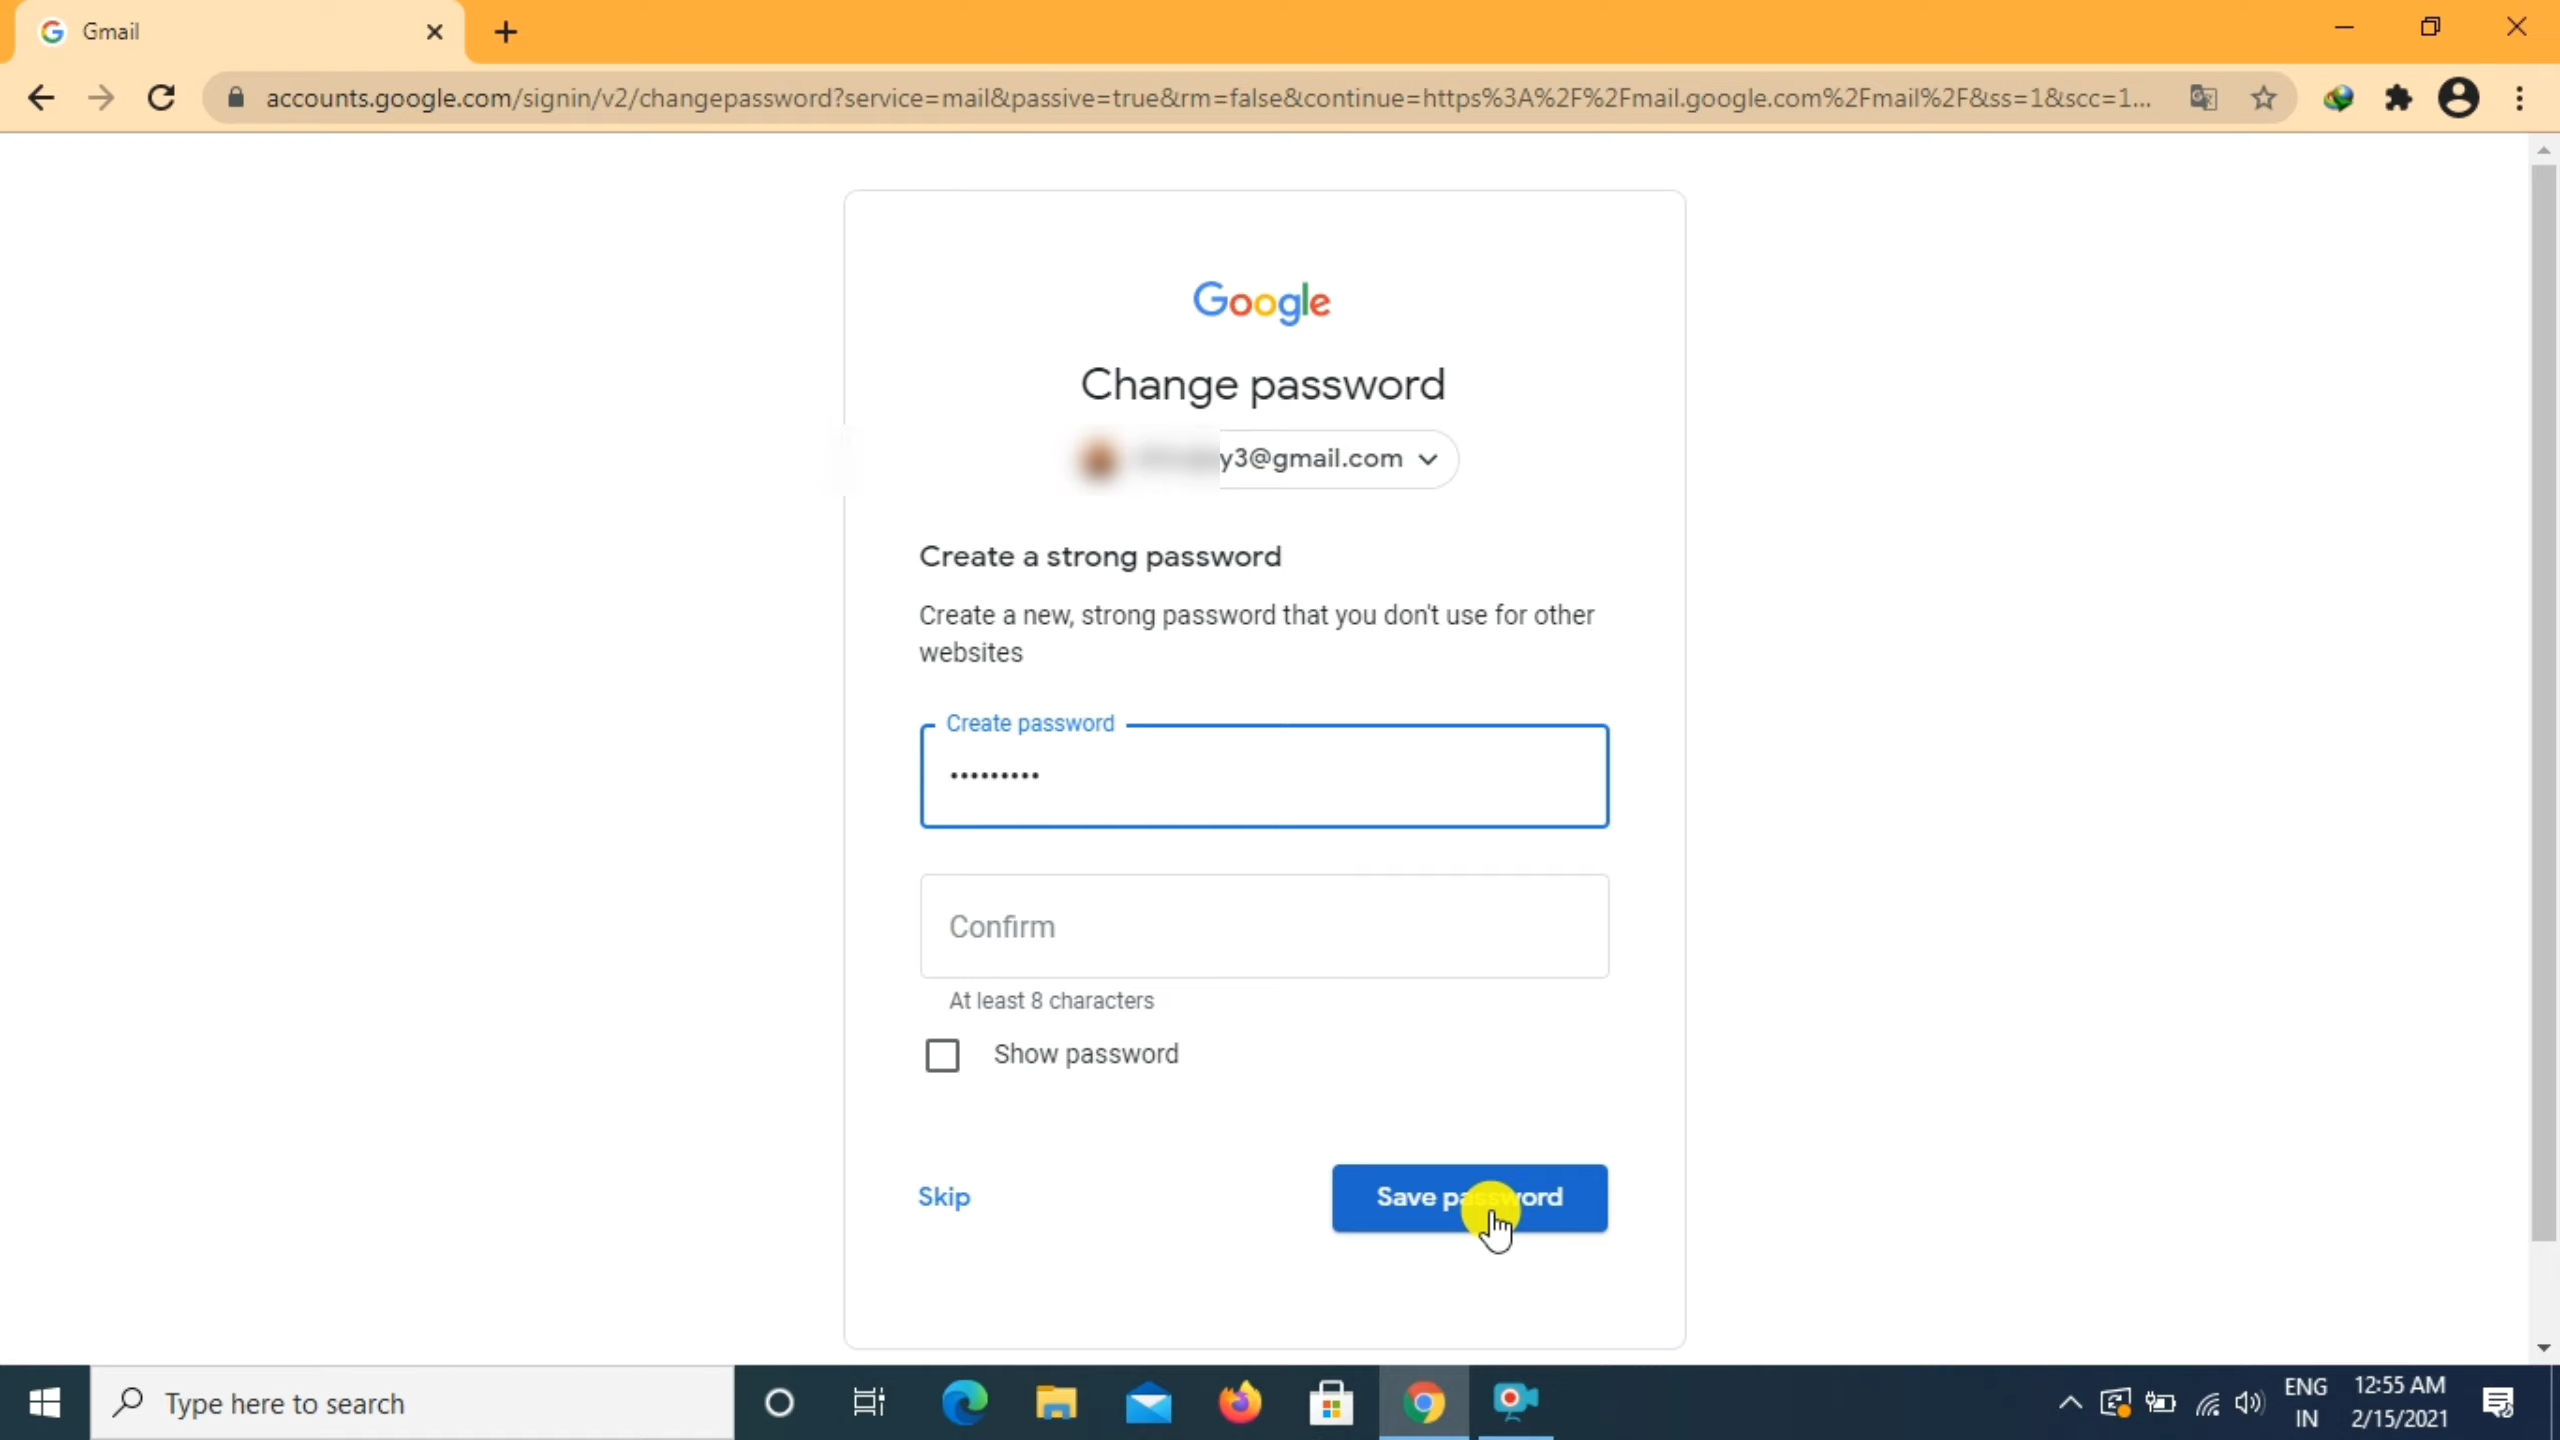 Gmail
accounts.google.com/signin/v2/changepassword?service=mail&passive=true&rm=false&continue=https%3A%2F%2Fmail.google.com%2Fmail%2F&ss=1&scc=1...
Google
Change password
y3@gmail.com
Create a strong password
Create a new, strong password that you don't use for other
websites
Create password
•••••••••
Confirm
At least 8 characters
Show password
Skip
Save password
Type here to search
ENG
IN
12:55 AM
2/15/2021